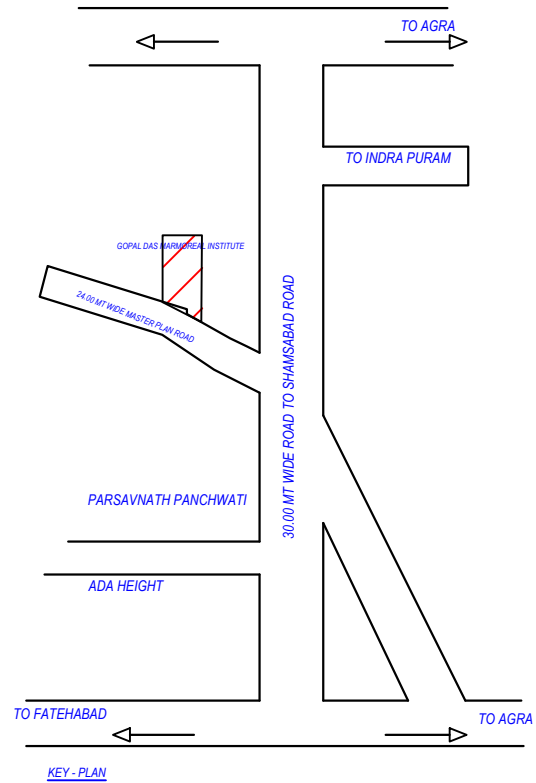 TO AGRA
TO INDRA PURAM
GOPAL DAS MARMOREAL INSTITUTE
24.00 MT WIDE MASTER PLAN ROAD
30.00 MT WIDE ROAD TO SHAMSABAD ROAD
PARSAVNATH PANCHWATI
ADA HEIGHT
TO FATEHABAD
TO AGRA
KEY - PLAN